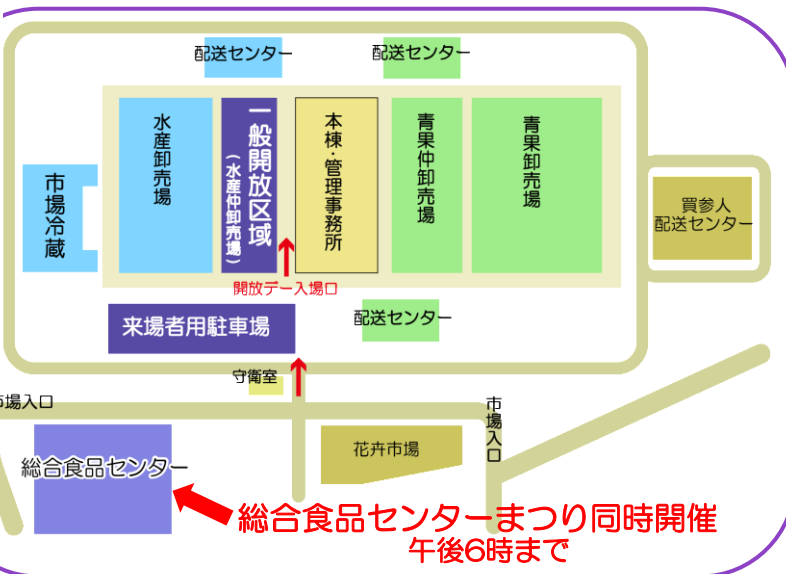 配送センター
配送センター
水産卸売場
一般開放区域
(水産仲卸売場)
本棟・管理事務所
青果仲卸売場
青果卸売場
市場冷蔵
買参人
配送センター
開放デー入場口
来場者用駐車場
配送センター
守衛室
市場入口
市場入口
花卉市場
総合食品センター
総合食品センターまつり同時開催
午後6時まで